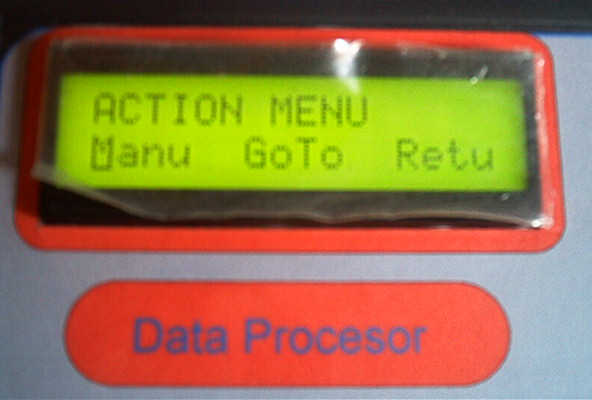 ACTION MENU
Manu GoTo Retu
Data Procesor